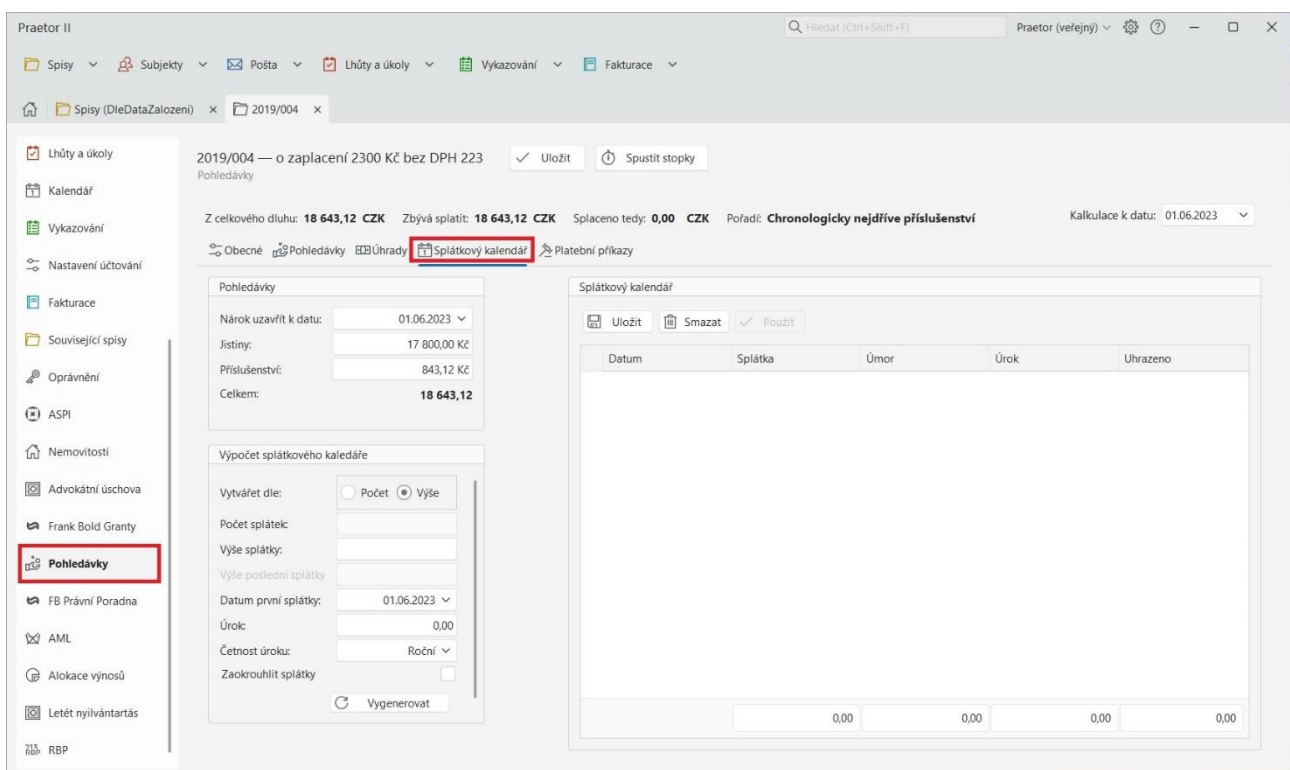 Praetor II
Hledat (Ctrl+Shift+F)
Praetor (veřejný)
Spisy Subjekty Pošta Lhůty a úkoly Vykazování Fakturace
Spisy (DleDataZalozeni) 2019/004
Lhůty a úkoly
Kalendář
Vykazování
Nastavení účtování
Fakturace
Související spisy
Oprávnění
ASPI
Nemovitosti
Advokátní úschova
Frank Bold Granty
Pohledávky
FB Právní Poradna
AML
Alokace výnosů
Letét nyilvántartás
RBP
2019/004 — o zaplacení 2300 Kč bez DPH 223 Uložit Spustit stopky
Pohledávky
Z celkového dluhu: 18 643,12 CZK Zbývá splatit: 18 643,12 CZK Splaceno tedy: 0,00 CZK Pořadí: Chronologicky nejdříve příslušenství Kalkulace k datu: 01.06.2023
Obecné Pohledávky Úhrady Splátkový kalendář Platební příkazy
Pohledávky
Nárok uzavřít k datu: 01.06.2023
Jistiny: 17 800,00 Kč
Příslušenství: 843,12 Kč
Celkem: 18 643,12
Výpočet splátkového kaledáře
Vytvářet dle: Počet Výše
Počet splátek:
Výše splátky:
Výše poslední splátky
Datum první splátky: 01.06.2023
Úrok: 0,00
Četnost úroku: Roční
Zaokrouhlit splátky
Vygenerovat
Splátkový kalendář
Uložit Smazat Použít
Datum Splátka Úmor Úrok Uhrazeno
0,00 0,00 0,00 0,00